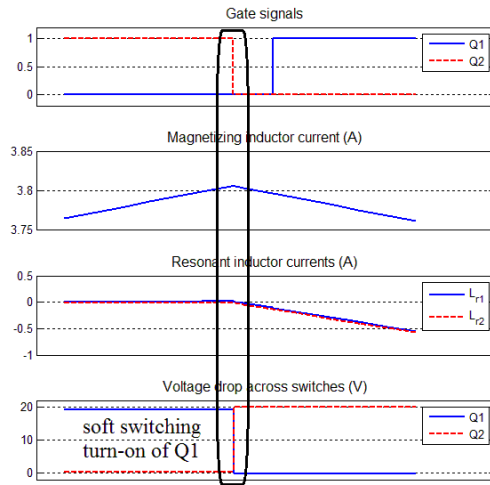 Gate signals
1
0.5
0
Q1
Q2
Magnetizing inductor current (A)
3.85
3.8
3.75
Resonant inductor currents (A)
0.5
0
-0.5
-1
L_r1
L_r2
Voltage drop across switches (V)
20
10
0
soft switching
turn-on of Q1
Q1
Q2